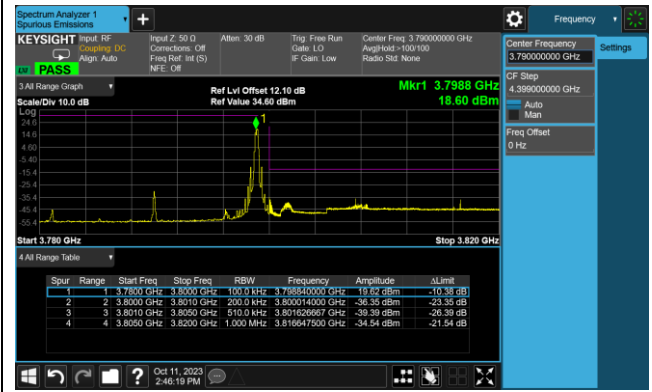 Spectrum Analyzer 1
Spurious Emissions
+
Frequency
KEYSIGHT Input: RF
Coupling: DC
Align: Auto
PASS
Input Z: 50 Ω
Corrections: Off
Freq Ref: Int (S)
NFE: Off
Atten: 30 dB
Trig: Free Run
Gate: LO
IF Gain: Low
Center Freq: 3.790000000 GHz
Avg|Hold:>100/100
Radio Std: None
Center Frequency
3.790000000 GHz
Settings
CF Step
4.399000000 GHz
Auto
Man
Freq Offset
0 Hz
3 All Range Graph
Scale/Div 10.0 dB
Ref Lvl Offset 12.10 dB
Ref Value 34.60 dBm
Mkr1 3.7988 GHz
18.60 dBm
Log
24.6
14.6
4.60
-5.40
-15.4
-25.4
-35.4
-45.4
-55.4
1
Start 3.780 GHz
Stop 3.820 GHz
4 All Range Table
Spur Range Start Freq Stop Freq RBW Frequency Amplitude ΔLimit
1 1 3.7800 GHz 3.8000 GHz 100.0 kHz 3.798840000 GHz 19.62 dBm -10.38 dB
2 2 3.8000 GHz 3.8010 GHz 200.0 kHz 3.800014000 GHz -36.35 dBm -23.35 dB
3 3 3.8010 GHz 3.8050 GHz 510.0 kHz 3.801626667 GHz -39.39 dBm -26.39 dB
4 4 3.8050 GHz 3.8200 GHz 1.000 MHz 3.816647500 GHz -34.54 dBm -21.54 dB
?
Oct 11, 2023
2:46:19 PM